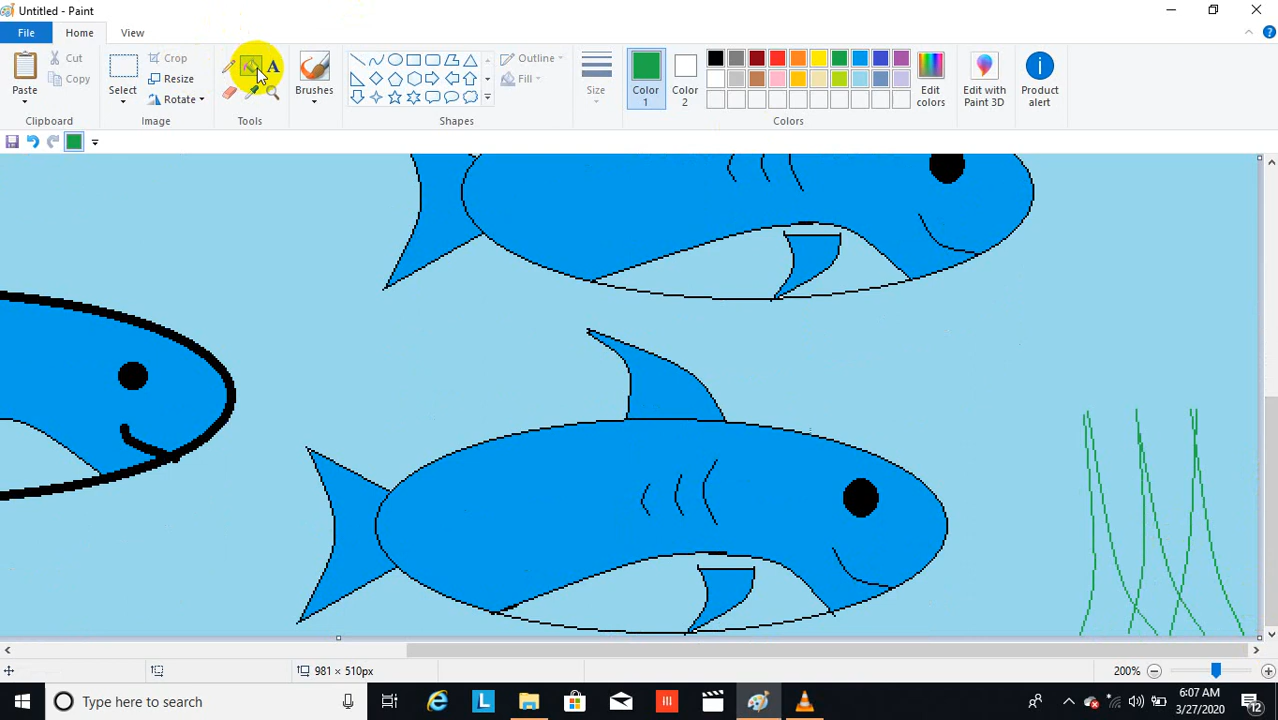 Untitled - Paint
File
Home
View
Paste
Cut
Copy
Clipboard
Select
Crop
Resize
Rotate
Image
A
Tools
Brushes
Outline
Fill
Shapes
Size
Color 1
Color 2
Edit colors
Colors
Edit with Paint 3D
Product alert
981 × 510px
200%
Type here to search
L
6:07 AM
3/27/2020
12